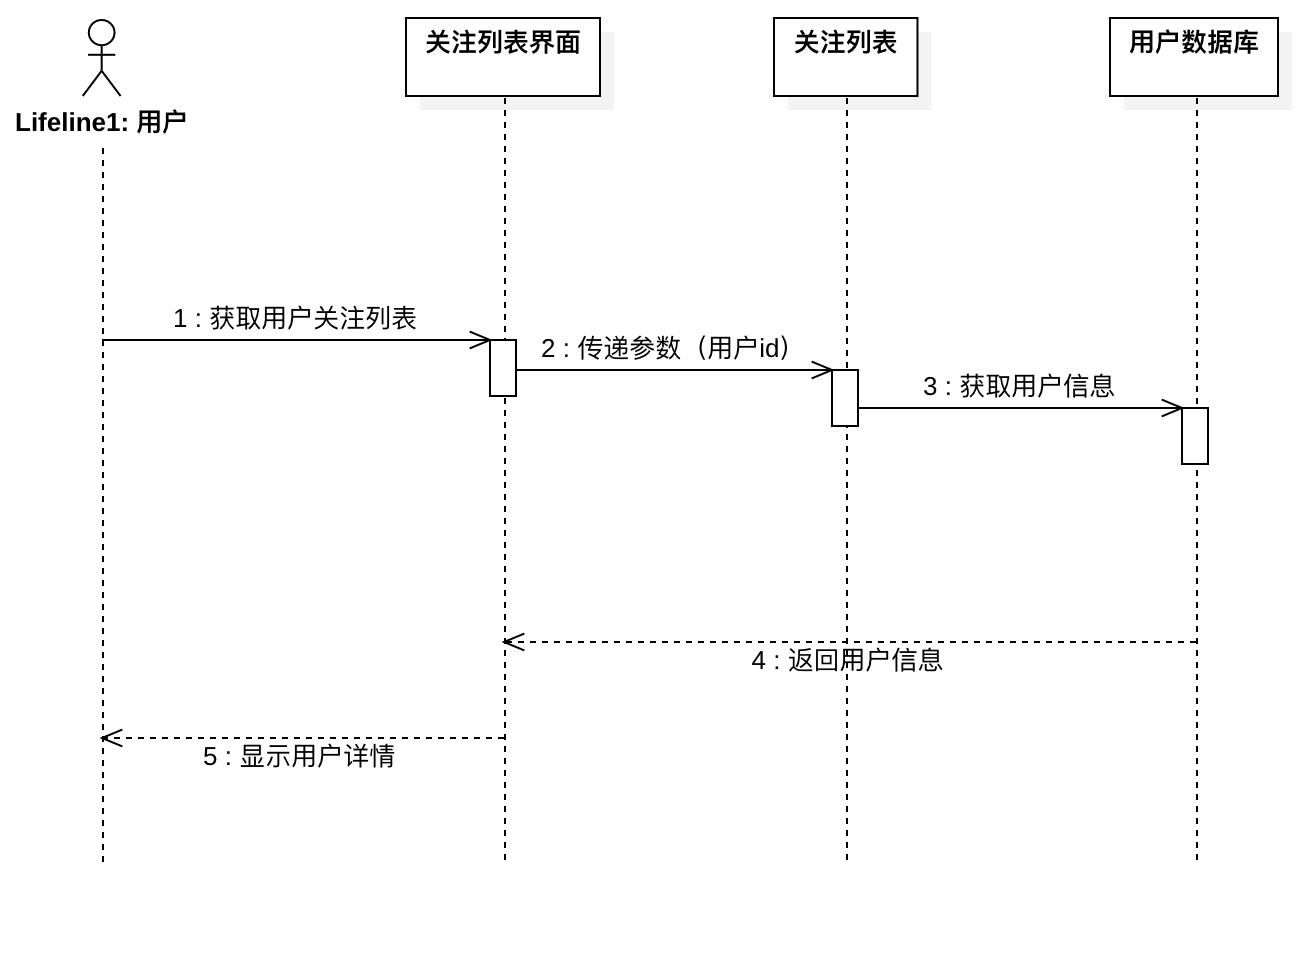 Lifeline1: 用户
关注列表界面
关注列表
用户数据库
1 : 获取用户关注列表
2 : 传递参数（用户id）
3 : 获取用户信息
4 : 返回用户信息
5 : 显示用户详情